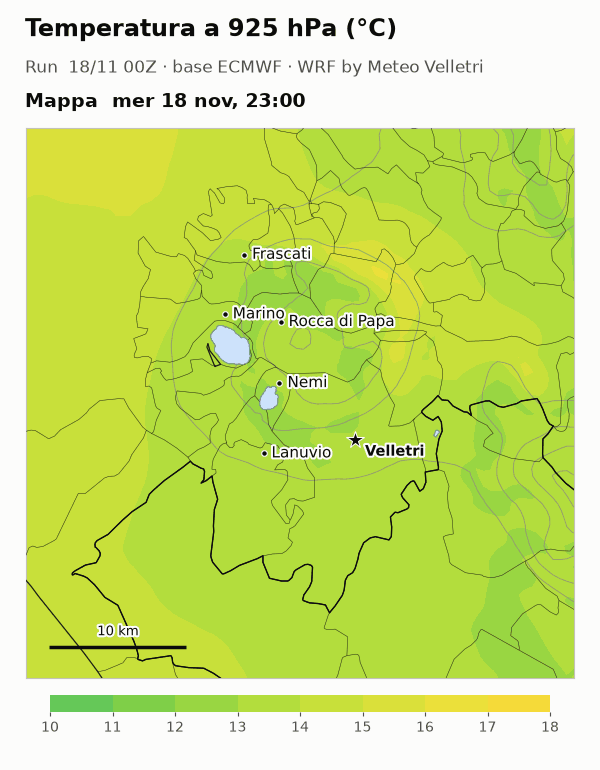 Temperatura a 925 hPa (°C)
Run  18/11 00Z · base ECMWF · WRF by Meteo Velletri
Mappa  mer 18 nov, 23:00
Frascati
Marino
Rocca di Papa
Nemi
Velletri
Lanuvio
10 km
10 11 12 13 14 15 16 17 18